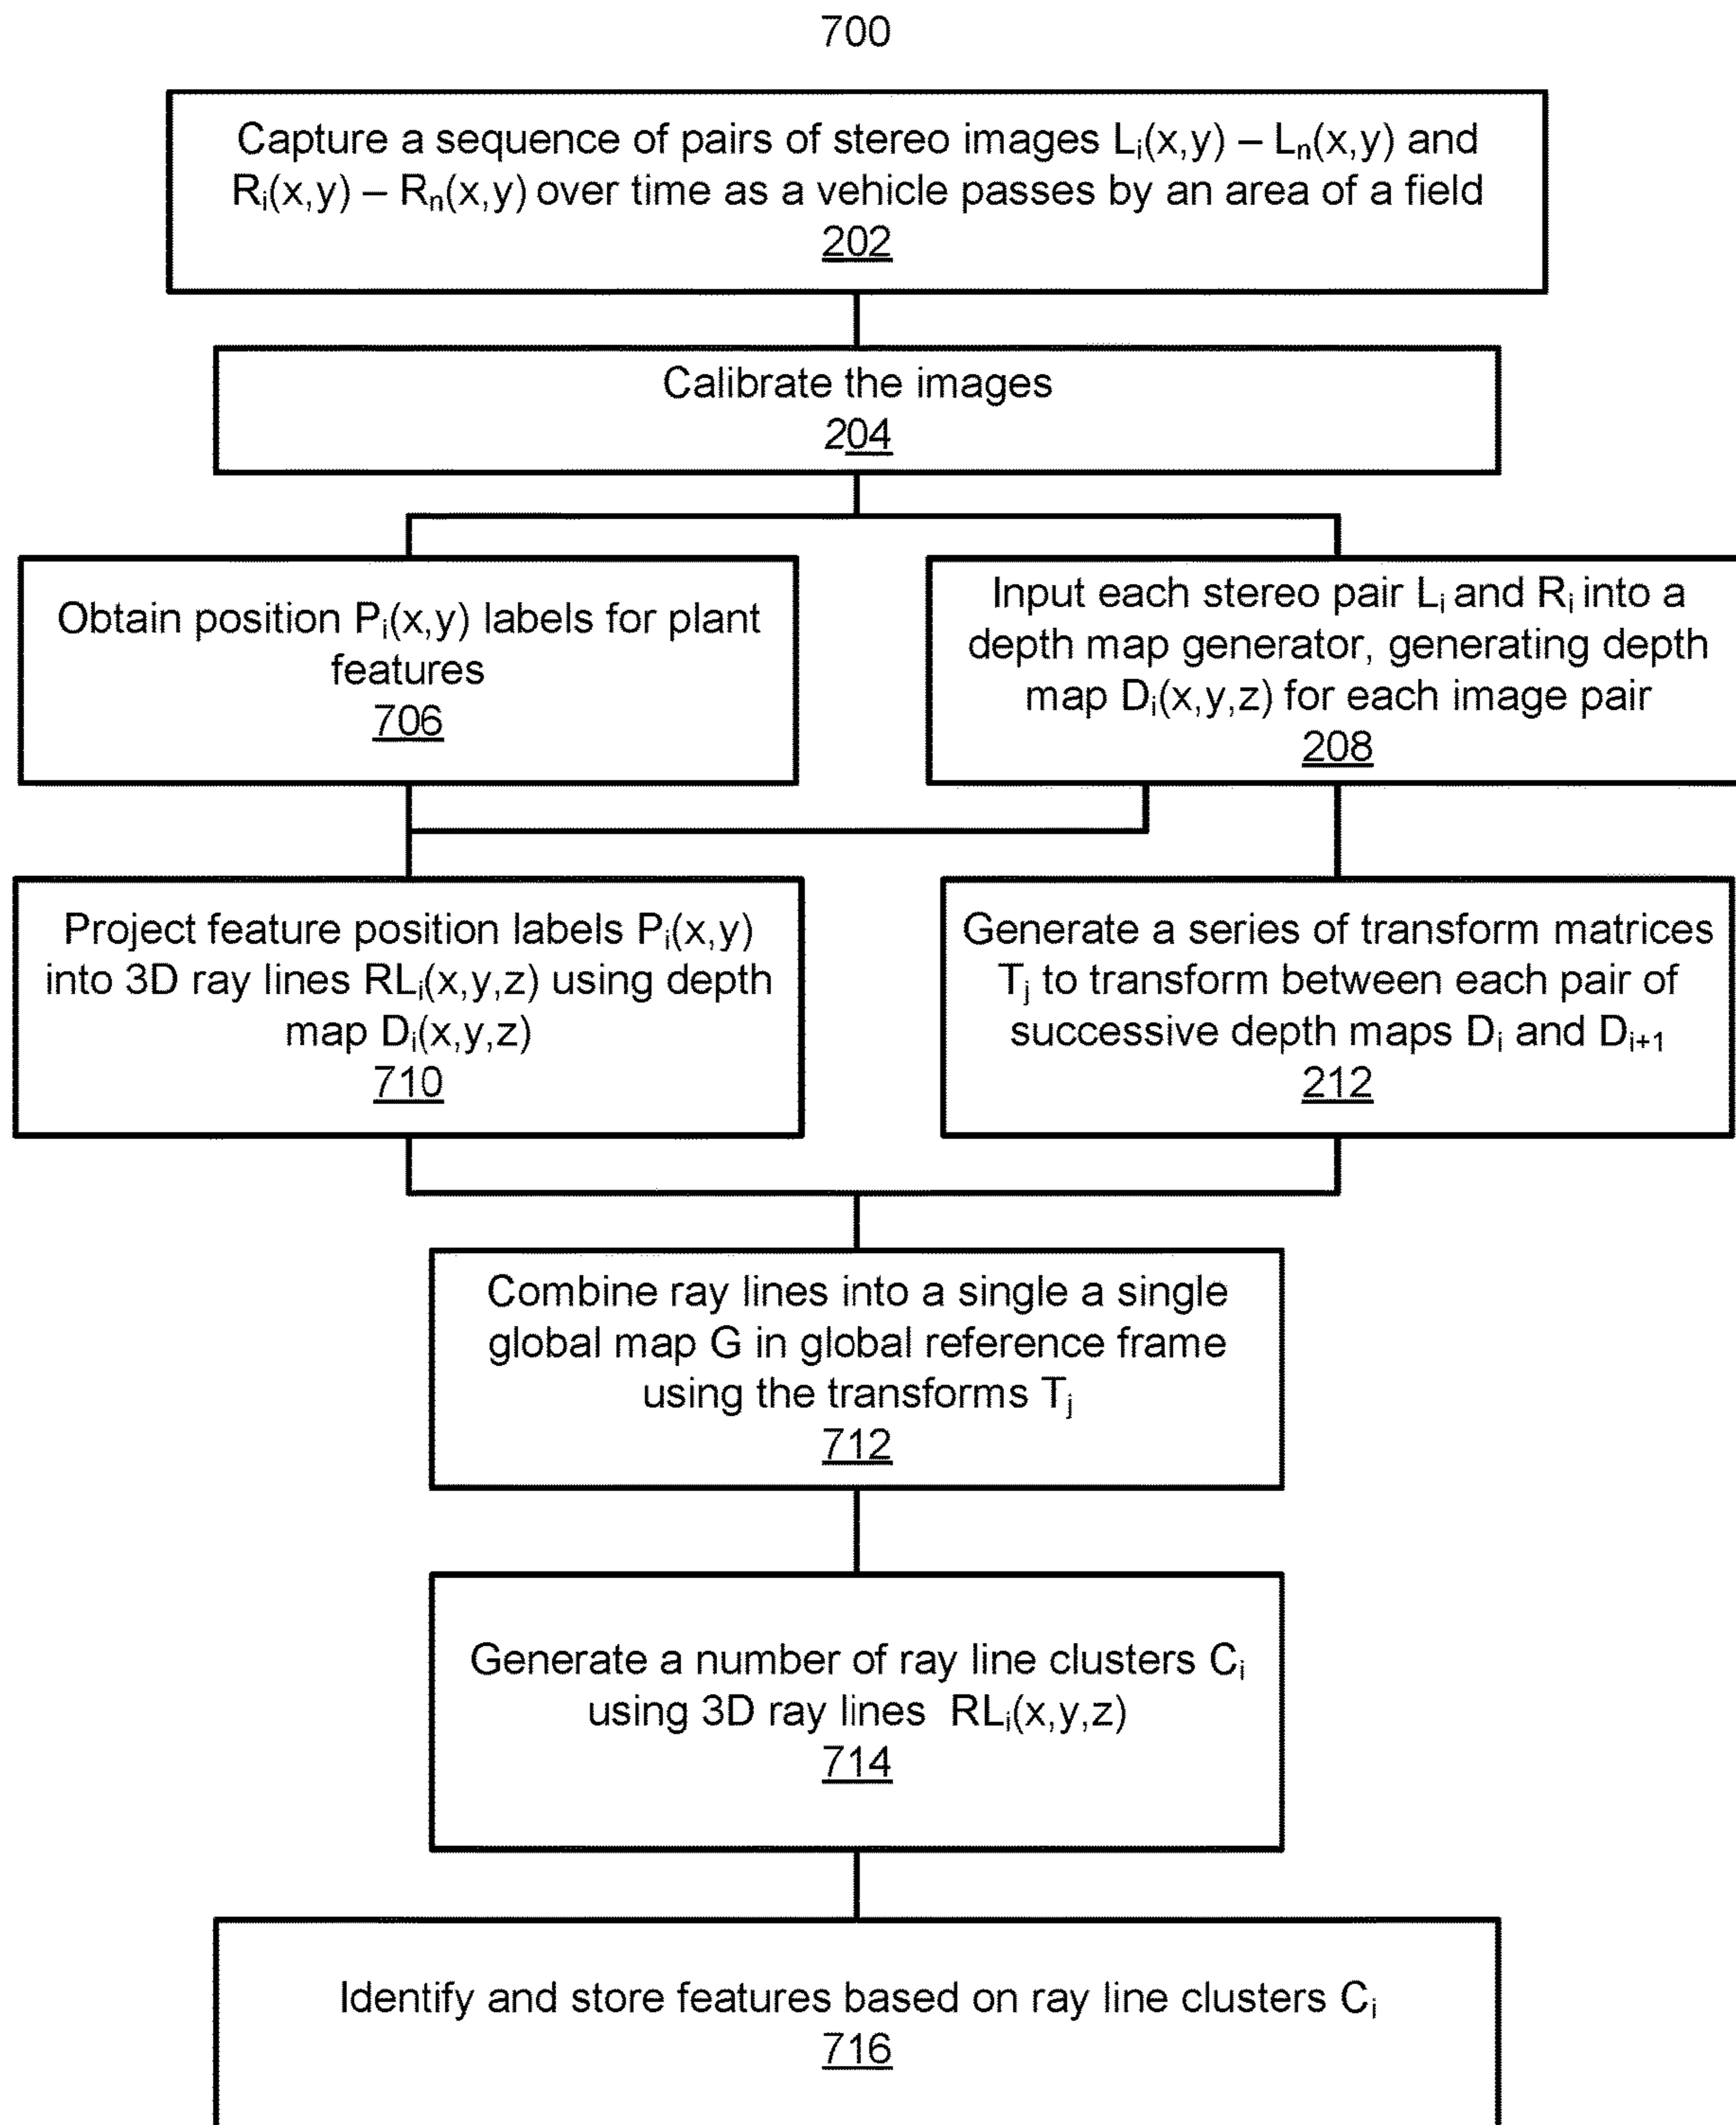 700
Capture a sequence of pairs of stereo images Lᵢ(x,y) – Lₙ(x,y) and
Rᵢ(x,y) – Rₙ(x,y) over time as a vehicle passes by an area of a field
202
Calibrate the images
204
Obtain position Pᵢ(x,y) labels for plant
features
706
Input each stereo pair Lᵢ and Rᵢ into a
depth map generator, generating depth
map Dᵢ(x,y,z) for each image pair
208
Project feature position labels Pᵢ(x,y)
into 3D ray lines RLᵢ(x,y,z) using depth
map Dᵢ(x,y,z)
710
Generate a series of transform matrices
Tⱼ to transform between each pair of
successive depth maps Dᵢ and Dᵢ₊₁
212
Combine ray lines into a single a single
global map G in global reference frame
using the transforms Tⱼ
712
Generate a number of ray line clusters Cᵢ
using 3D ray lines RLᵢ(x,y,z)
714
Identify and store features based on ray line clusters Cᵢ
716